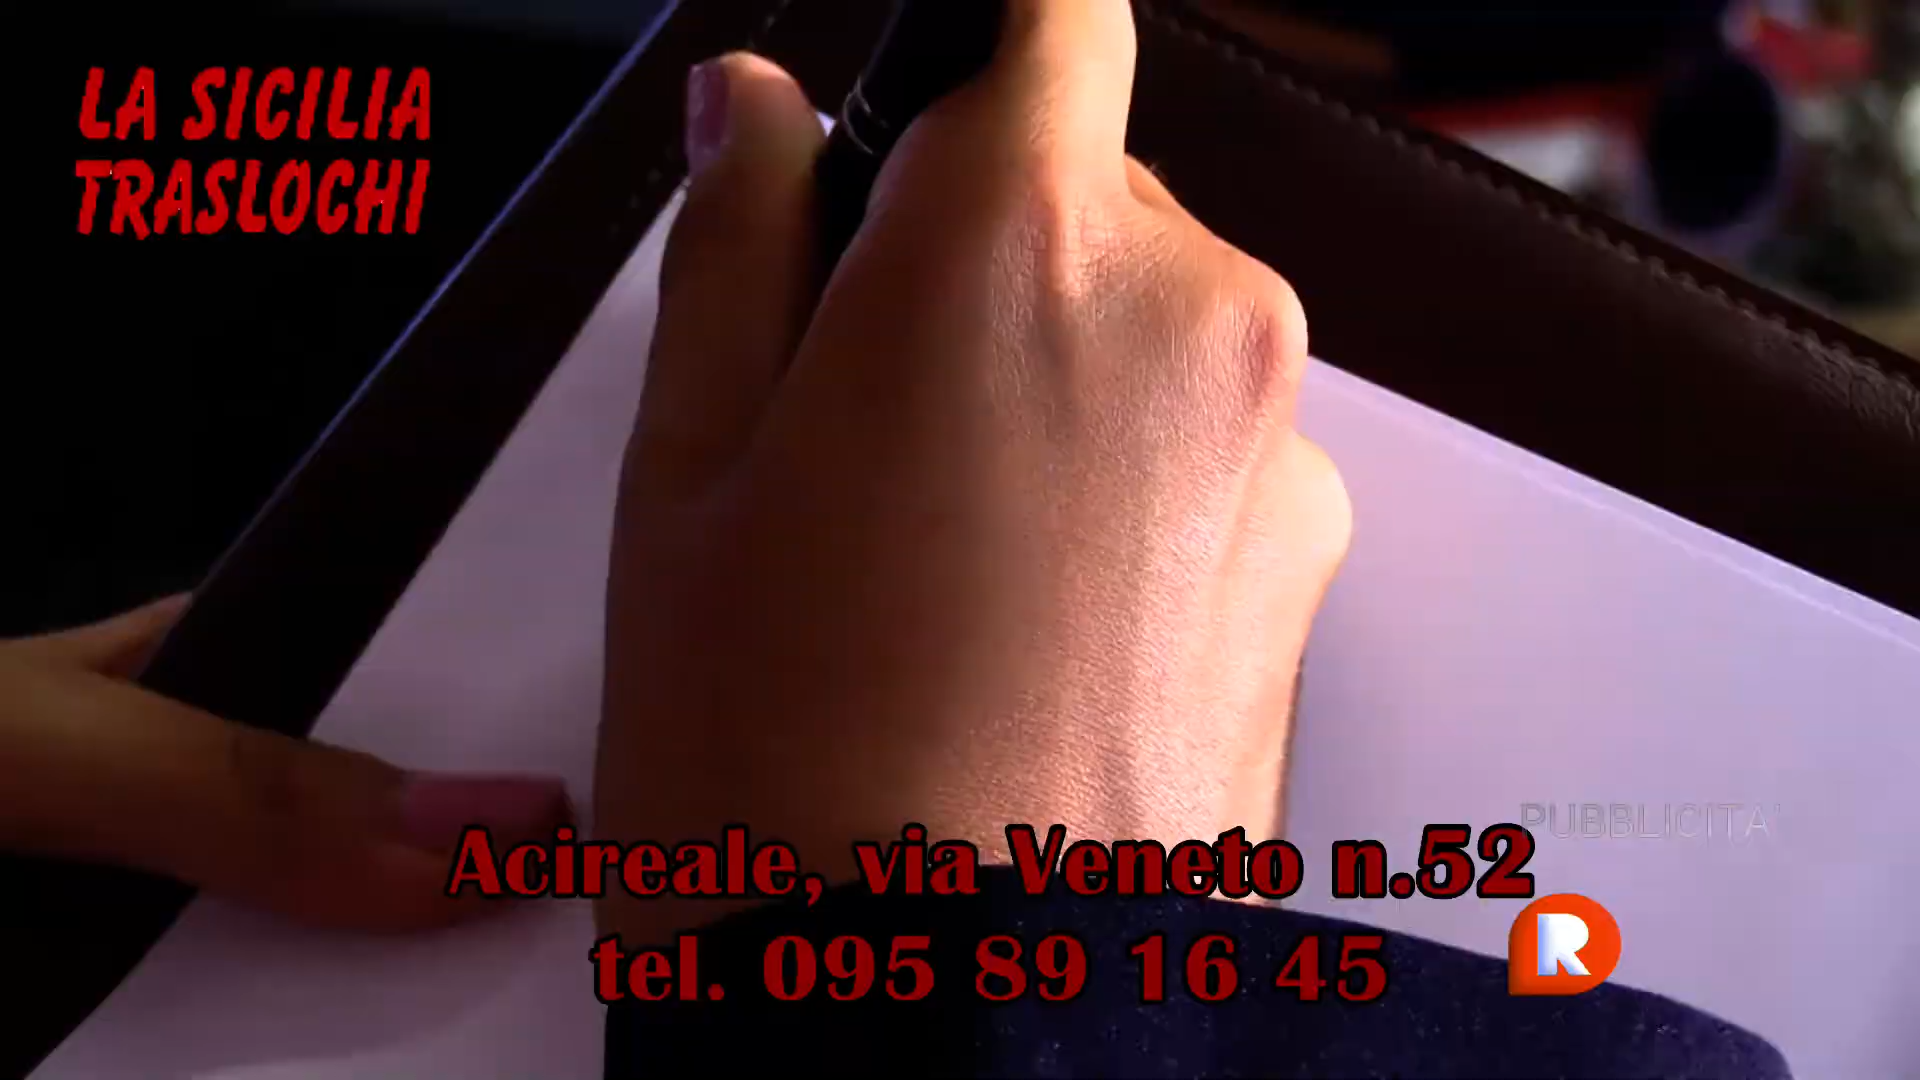 LA SICILIA
TRASLOCHI
PUBBLICITA'
Acireale, via Veneto n.52
tel. 095 89 16 45
R